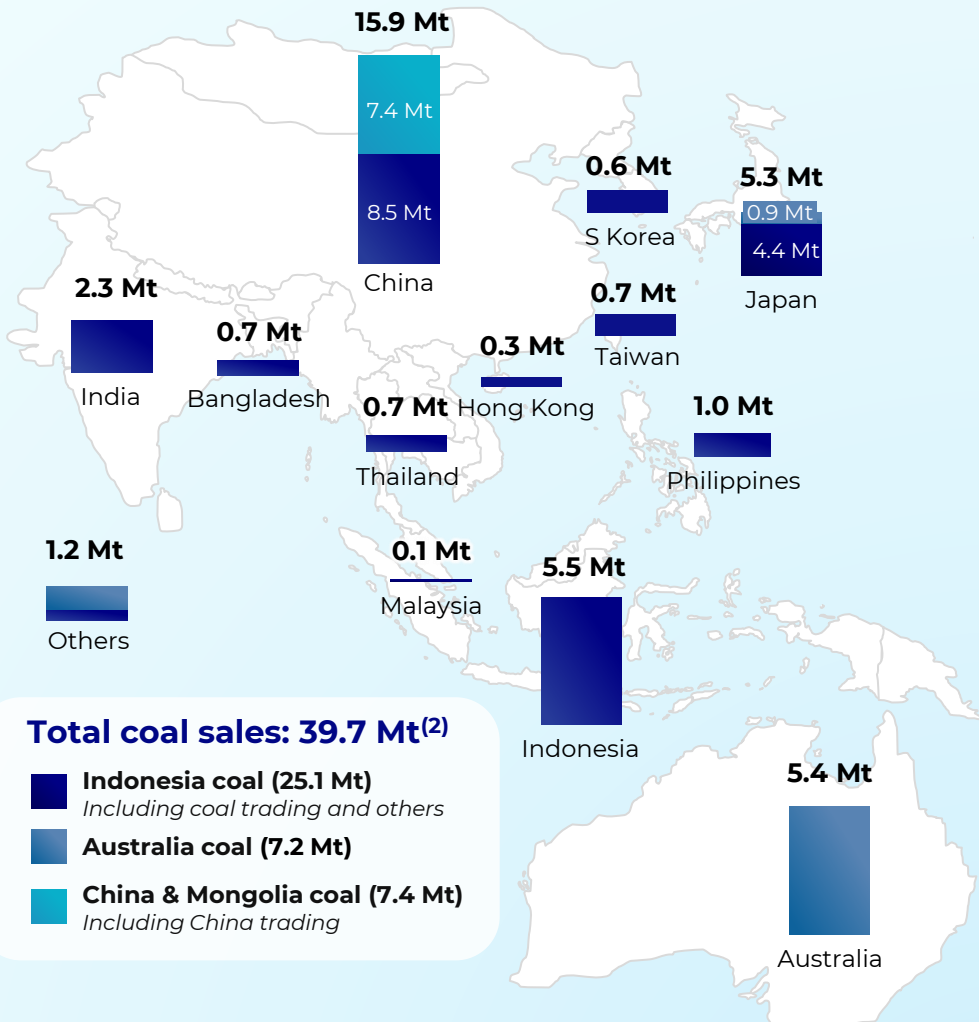 15.9 Mt
7.4 Mt
8.5 Mt
China
0.6 Mt
S Korea
5.3 Mt
0.9 Mt
4.4 Mt
Japan
2.3 Mt
India
0.7 Mt
Bangladesh
0.7 Mt
Taiwan
0.3 Mt
Hong Kong
0.7 Mt
Thailand
1.0 Mt
Philippines
1.2 Mt
Others
0.1 Mt
Malaysia
5.5 Mt
Indonesia
5.4 Mt
Australia
Total coal sales: 39.7 Mt(2)
Indonesia coal (25.1 Mt)
Including coal trading and others
Australia coal (7.2 Mt)
China & Mongolia coal (7.4 Mt)
Including China trading